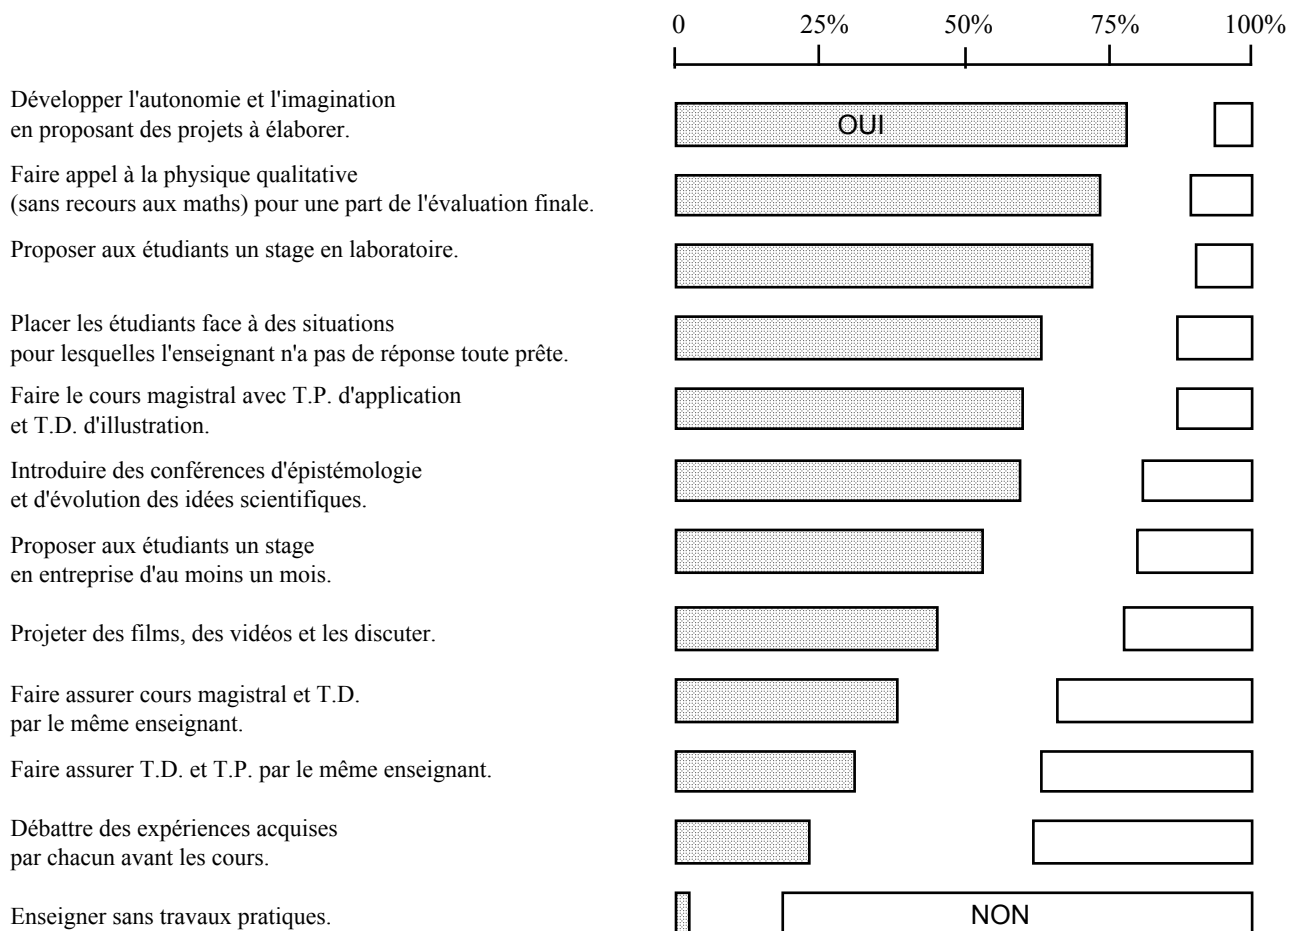 0 25% 50% 75% 100%
Développer l'autonomie et l'imagination
en proposant des projets à élaborer.
OUI
Faire appel à la physique qualitative
(sans recours aux maths) pour une part de l'évaluation finale.
Proposer aux étudiants un stage en laboratoire.
Placer les étudiants face à des situations
pour lesquelles l'enseignant n'a pas de réponse toute prête.
Faire le cours magistral avec T.P. d'application
et T.D. d'illustration.
Introduire des conférences d'épistémologie
et d'évolution des idées scientifiques.
Proposer aux étudiants un stage
en entreprise d'au moins un mois.
Projeter des films, des vidéos et les discuter.
Faire assurer cours magistral et T.D.
par le même enseignant.
Faire assurer T.D. et T.P. par le même enseignant.
Débattre des expériences acquises
par chacun avant les cours.
Enseigner sans travaux pratiques.
NON